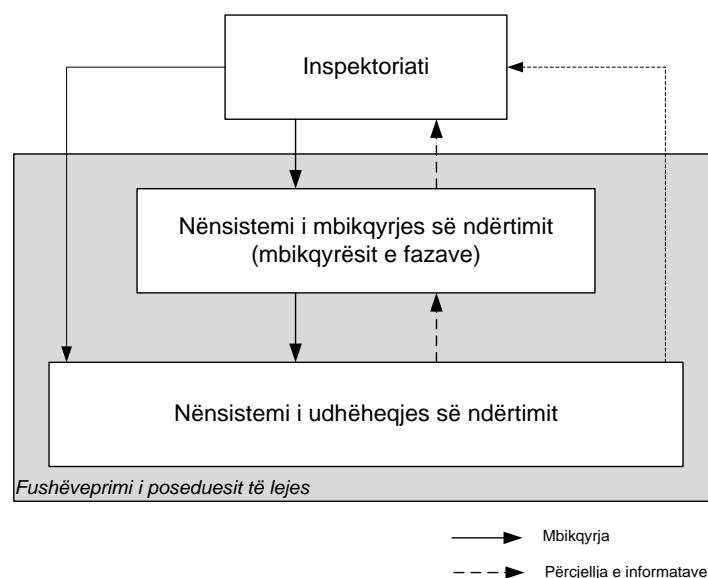 Inspektoriati
Nënsistemi i mbikqyrjes së ndërtimit
(mbikqyrësit e fazave)
Nënsistemi i udhëheqjes së ndërtimit
Fushëveprimi i poseduesit të lejes
Mbikqyrja
Përcjellja e informatave